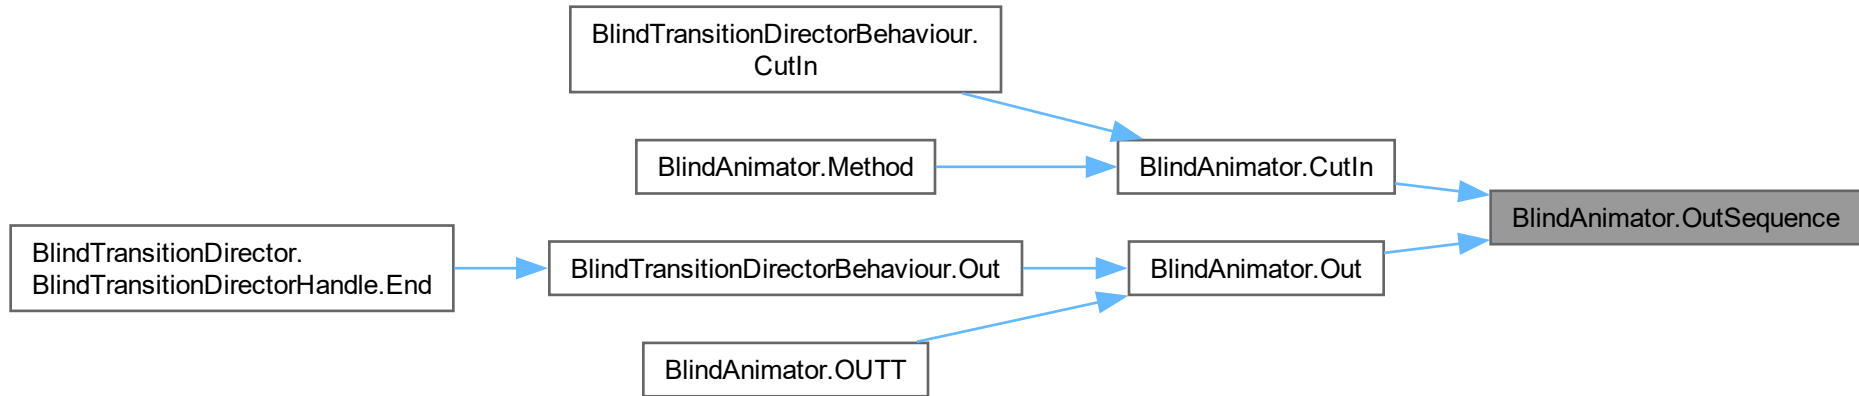 BlindTransitionDirectorBehaviour.
CutIn
BlindAnimator.Method
BlindAnimator.CutIn
BlindAnimator.OutSequence
BlindTransitionDirector.
BlindTransitionDirectorHandle.End
BlindTransitionDirectorBehaviour.Out
BlindAnimator.Out
BlindAnimator.OUTT